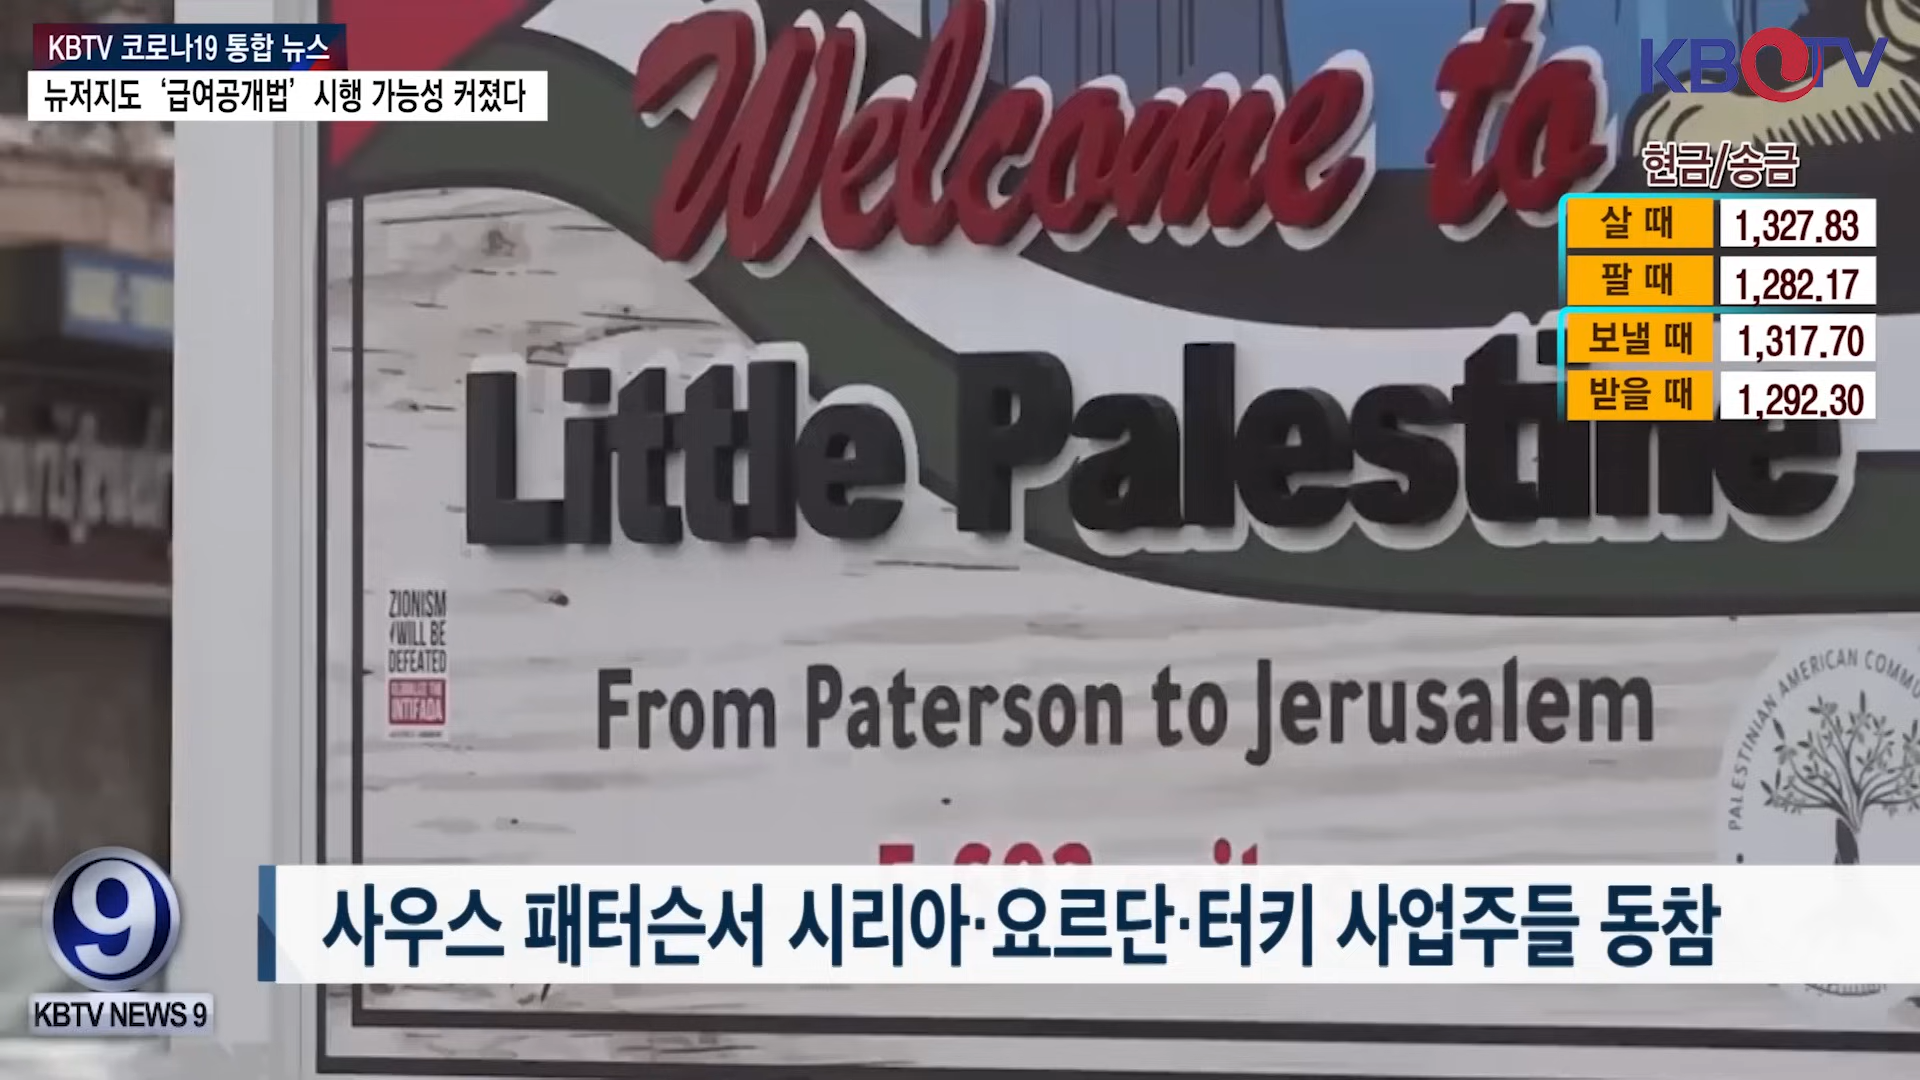 KBTV 코로나19 통합 뉴스
뉴저지도 ‘급여공개법’ 시행 가능성 커졌다
KBTV
현금/송금
살 때 1,327.83
팔 때 1,282.17
보낼 때 1,317.70
받을 때 1,292.30
Welcome to
Little Palestine
ZIONISM
WILL BE
DEFEATED
INTIFADA
From Paterson to Jerusalem
PALESTINIAN AMERICAN
사우스 패터슨서 시리아·요르단·터키 사업주들 동참
9
KBTV NEWS 9